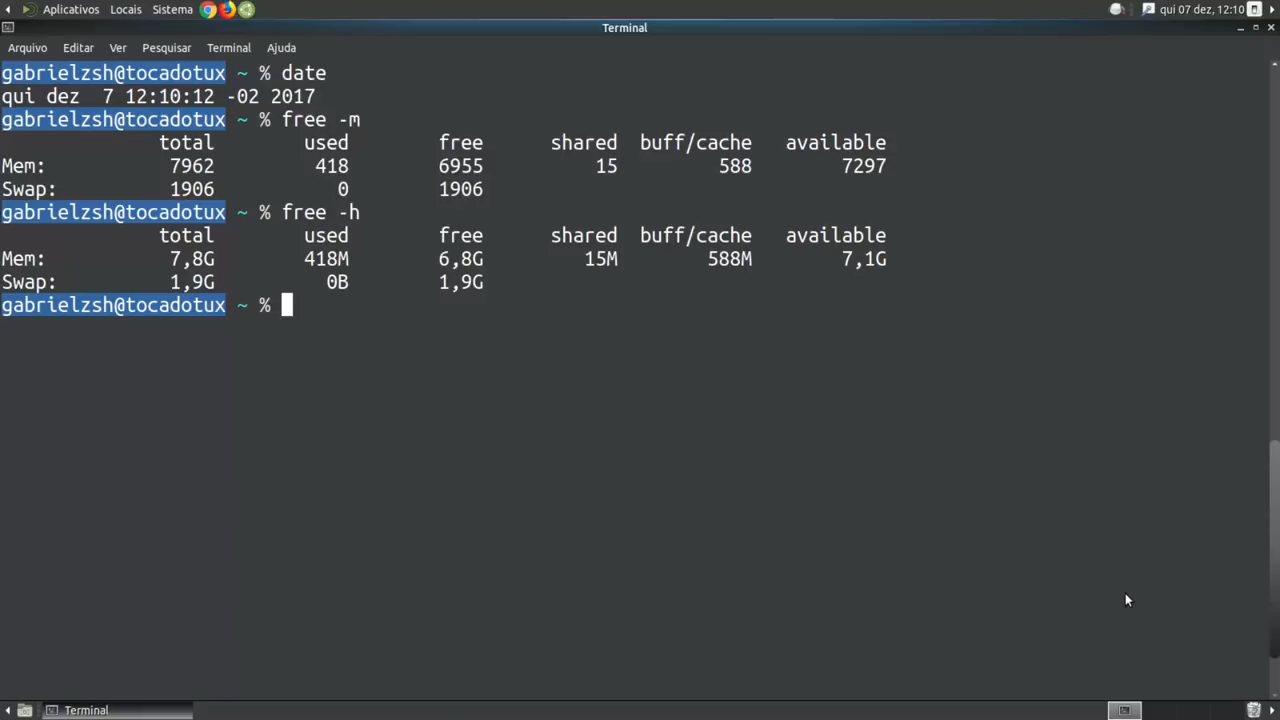 Aplicativos Locais Sistema qui 07 dez, 12:10
Terminal
Arquivo Editar Ver Pesquisar Terminal Ajuda
gabrielzsh@tocadotux ~ % date
qui dez  7 12:10:12 -02 2017
gabrielzsh@tocadotux ~ % free -m
              total        used        free      shared  buff/cache   available
Mem:           7962         418        6955          15         588        7297
Swap:          1906           0        1906
gabrielzsh@tocadotux ~ % free -h
              total        used        free      shared  buff/cache   available
Mem:           7,8G        418M        6,8G         15M        588M        7,1G
Swap:          1,9G          0B        1,9G
gabrielzsh@tocadotux ~ %
Terminal